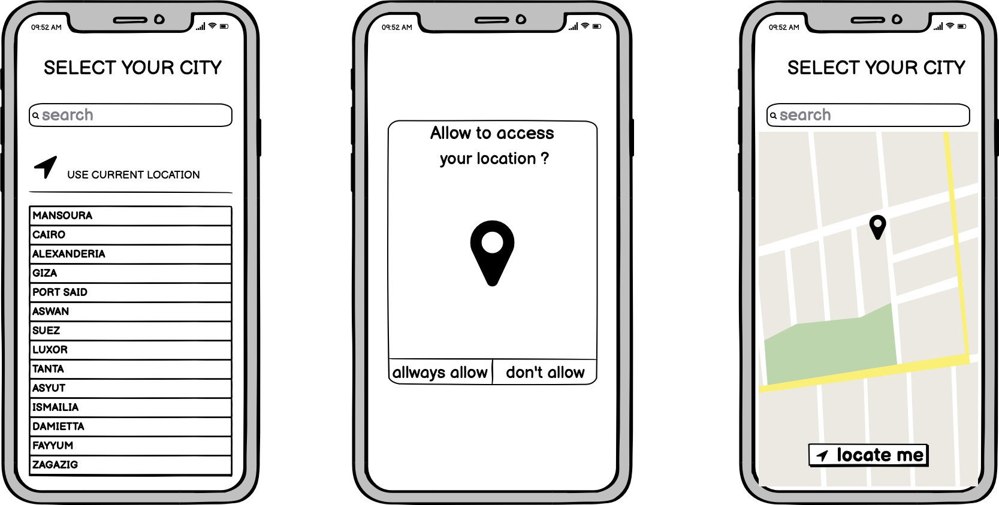 09:52 AM
SELECT YOUR CITY
search
USE CURRENT LOCATION
MANSOURA
CAIRO
ALEXANDERIA
GIZA
PORT SAID
ASWAN
SUEZ
LUXOR
TANTA
ASYUT
ISMAILIA
DAMIETTA
FAYYUM
ZAGAZIG
09:52 AM
Allow to access
your location ?
allways allow
don't allow
09:52 AM
SELECT YOUR CITY
search
locate me